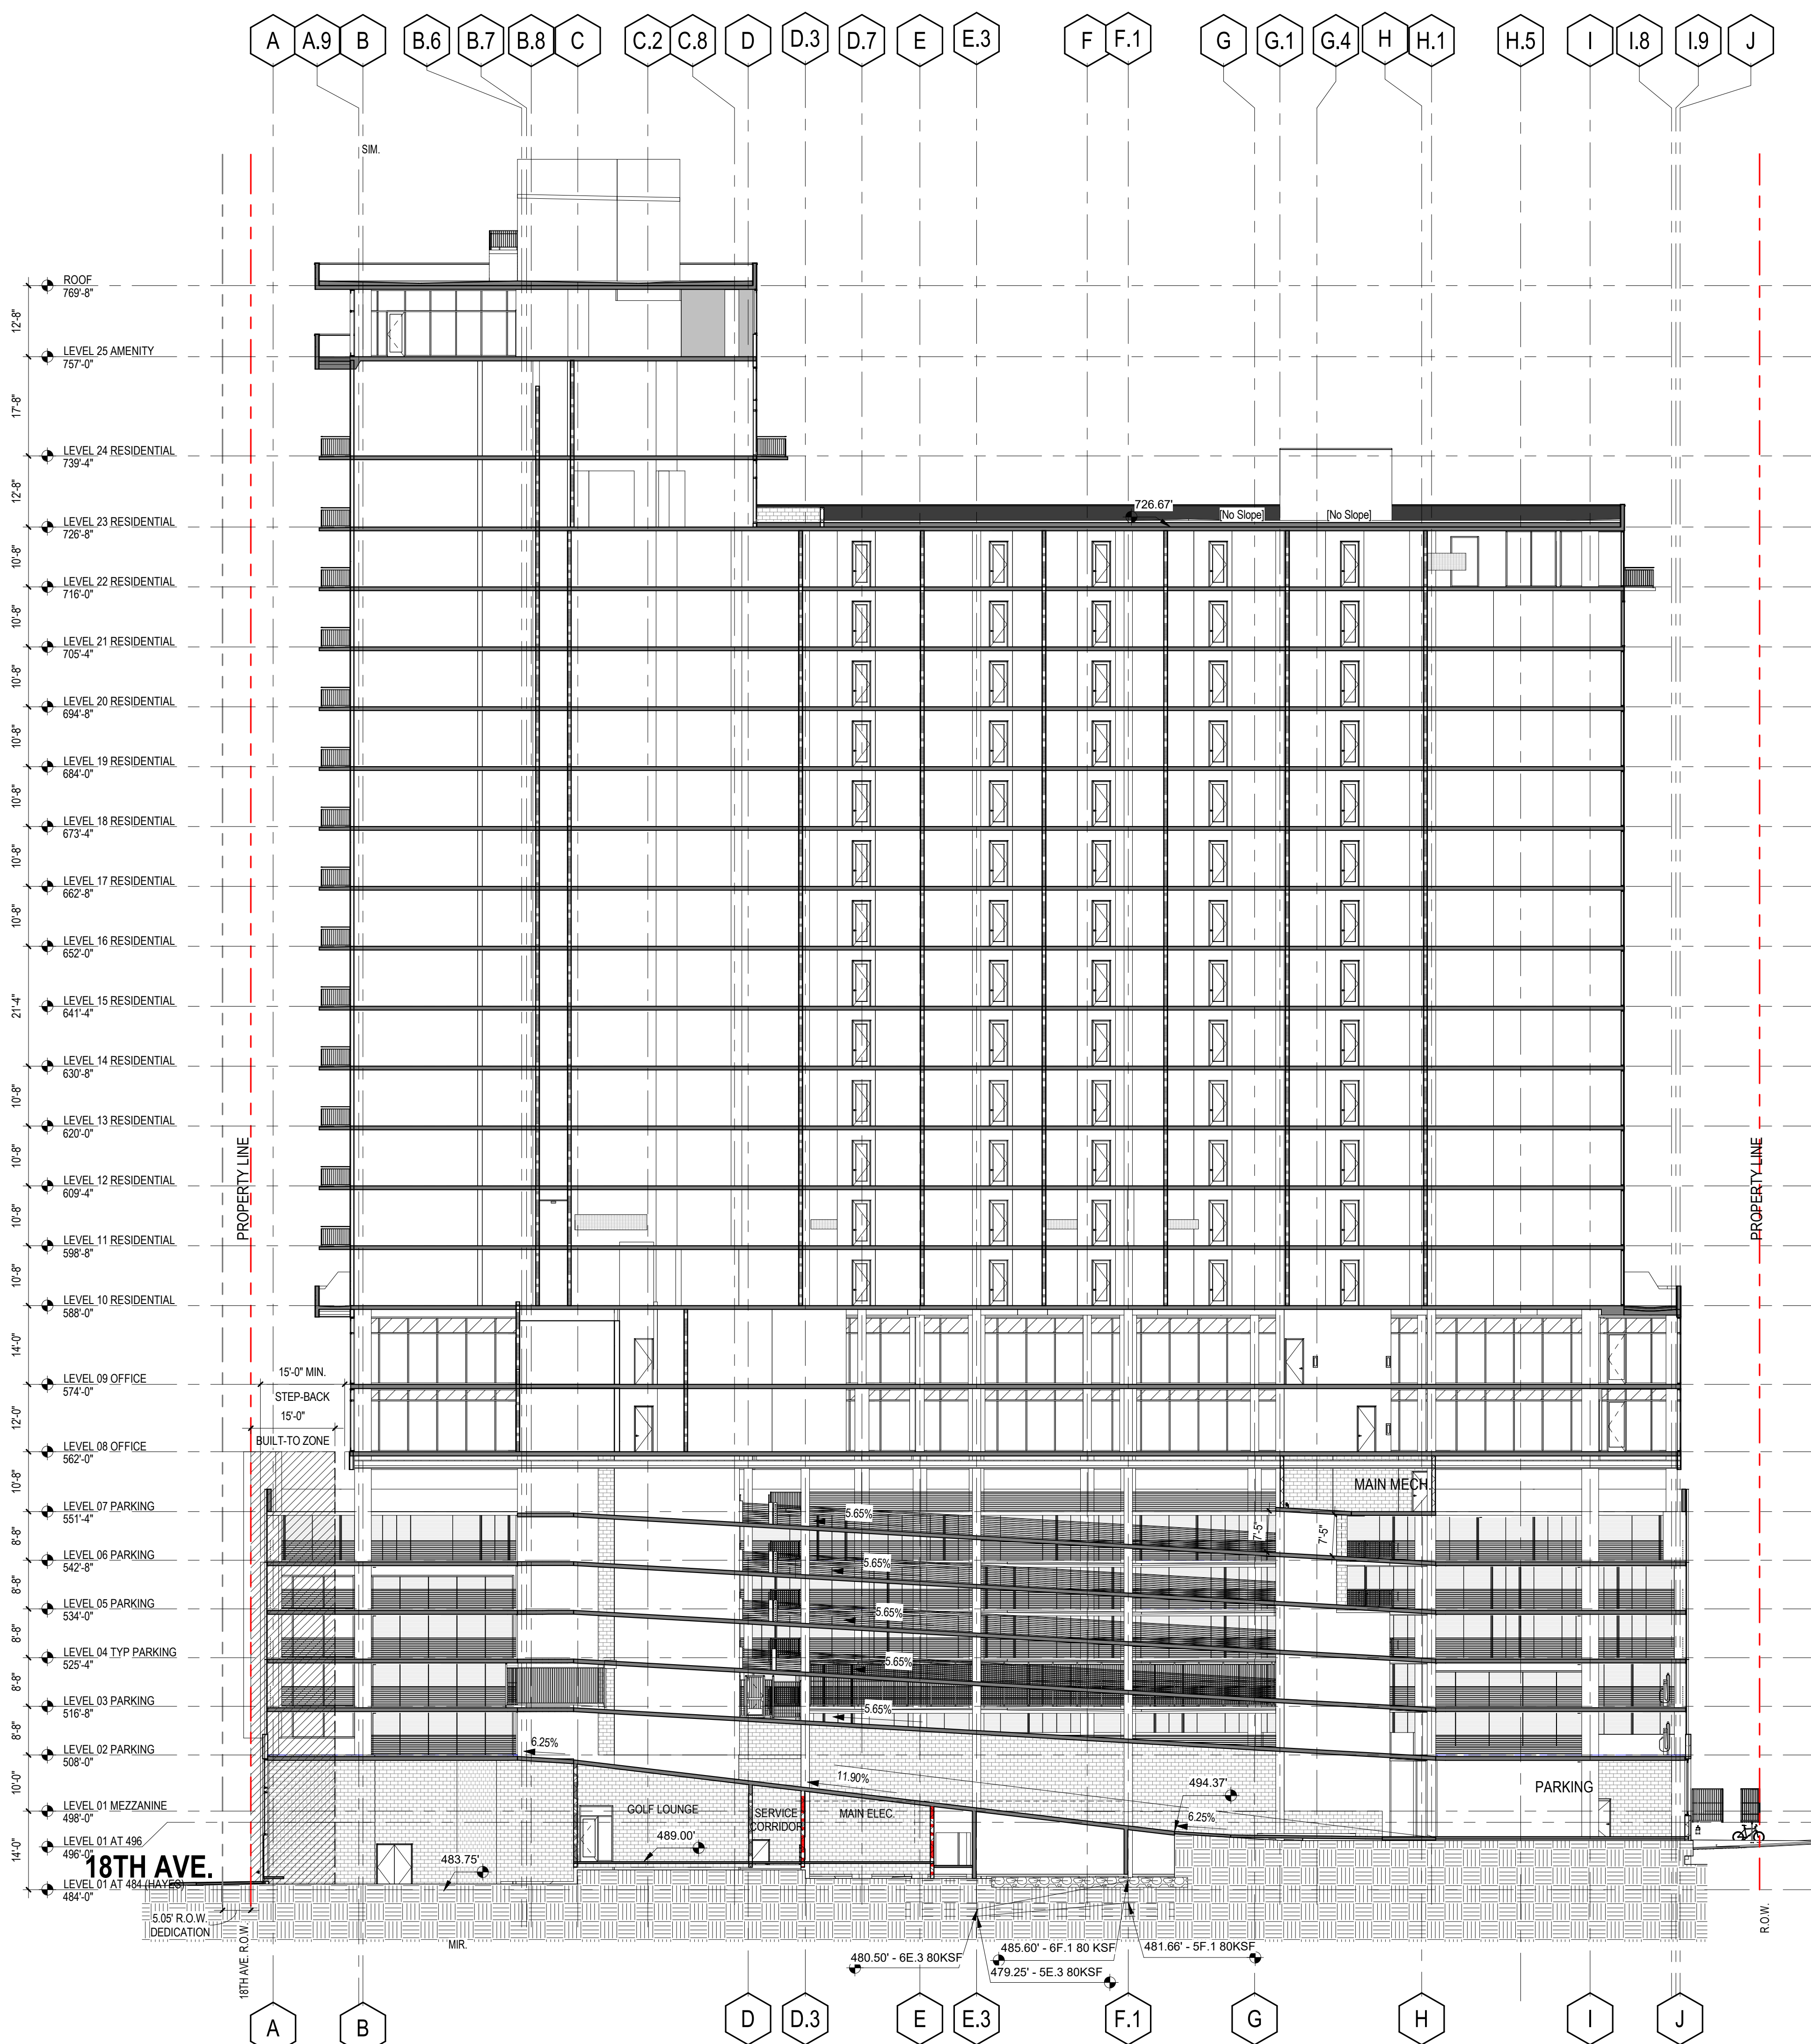 A A.9 B B.6 B.7 B.8 C C.2 C.8 D D.3 D.7 E E.3 F F.1 G G.1 G.4 H H.1 H.5 I I.8 I.9 J
SIM.
ROOF
769'-8"
12'-8"
LEVEL 25 AMENITY
757'-0"
17'-8"
LEVEL 24 RESIDENTIAL
739'-4"
12'-8"
726.67'
[No Slope]
[No Slope]
LEVEL 23 RESIDENTIAL
726'-8"
10'-8"
LEVEL 22 RESIDENTIAL
716'-0"
10'-8"
LEVEL 21 RESIDENTIAL
705'-4"
10'-8"
LEVEL 20 RESIDENTIAL
694'-8"
10'-8"
LEVEL 19 RESIDENTIAL
684'-0"
10'-8"
LEVEL 18 RESIDENTIAL
673'-4"
10'-8"
LEVEL 17 RESIDENTIAL
662'-8"
10'-8"
LEVEL 16 RESIDENTIAL
652'-0"
21'-4"
LEVEL 15 RESIDENTIAL
641'-4"
LEVEL 14 RESIDENTIAL
630'-8"
10'-8"
LEVEL 13 RESIDENTIAL
620'-0"
10'-8"
PROPERTY LINE
PROPERTY LINE
LEVEL 12 RESIDENTIAL
609'-4"
10'-8"
LEVEL 11 RESIDENTIAL
598'-8"
10'-8"
LEVEL 10 RESIDENTIAL
588'-0"
14'-0"
15'-0" MIN.
LEVEL 09 OFFICE
574'-0"
STEP-BACK
12'-0"
15'-0"
BUILT-TO ZONE
LEVEL 08 OFFICE
562'-0"
10'-8"
MAIN MECH.
LEVEL 07 PARKING
551'-4"
5.65%
7'-5"
7'-5"
8'-8"
LEVEL 06 PARKING
542'-8"
5.65%
8'-8"
LEVEL 05 PARKING
534'-0"
5.65%
8'-8"
LEVEL 04 TYP PARKING
525'-4"
5.65%
8'-8"
LEVEL 03 PARKING
516'-8"
5.65%
8'-8"
6.25%
LEVEL 02 PARKING
508'-0"
10'-0"
11.90%
494.37'
PARKING
LEVEL 01 MEZZANINE
498'-0"
GOLF LOUNGE
SERVICE
CORRIDOR
MAIN ELEC.
6.25%
LEVEL 01 AT 496
496'-0"
14'-0"
489.00'
18TH AVE.
483.75'
LEVEL 01 AT 484 (HAYES)
484'-0"
5.05' R.O.W.
DEDICATION
18TH AVE. R.O.W.
MIR.
R.O.W.
480.50' - 6E.3 80KSF
485.60' - 6F.1 80 KSF
481.66' - 5F.1 80KSF
479.25' - 5E.3 80KSF
A B D D.3 E E.3 F.1 G H I J